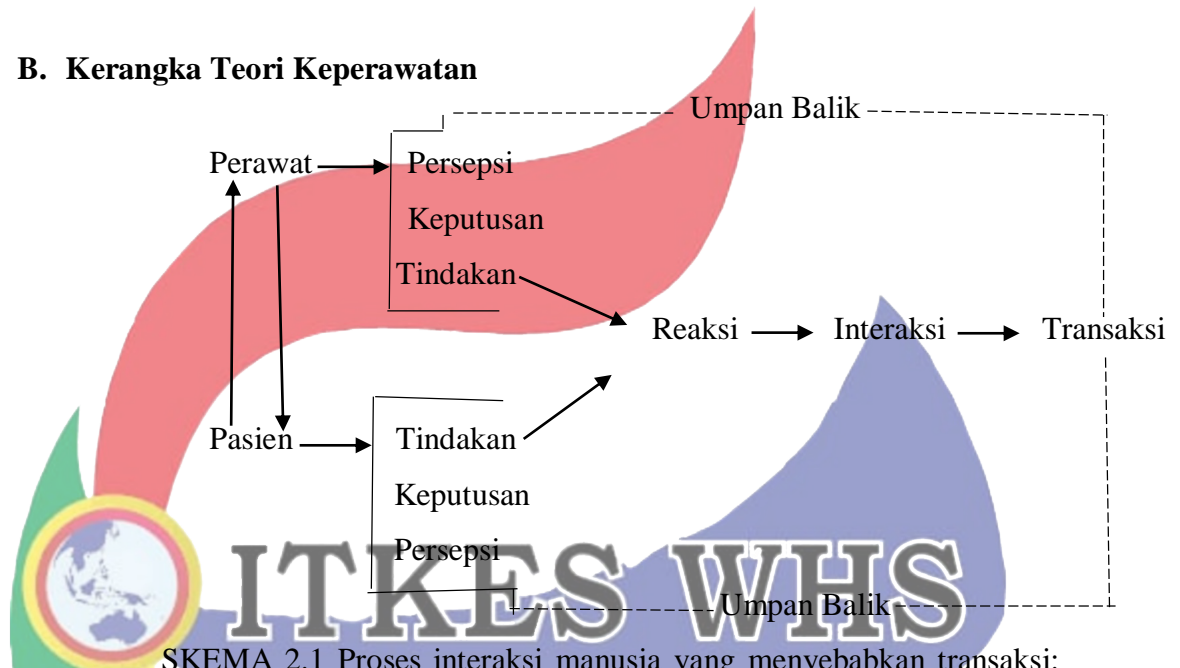 B. Kerangka Teori Keperawatan
Umpan Balik
Perawat Persepsi
Keputusan
Tindakan
Reaksi Interaksi Transaksi
Pasien Tindakan
Keputusan
Persepsi
ITKES WHS
Umpan Balik
SKEMA 2.1 Proses interaksi manusia yang menyebabkan transaksi: